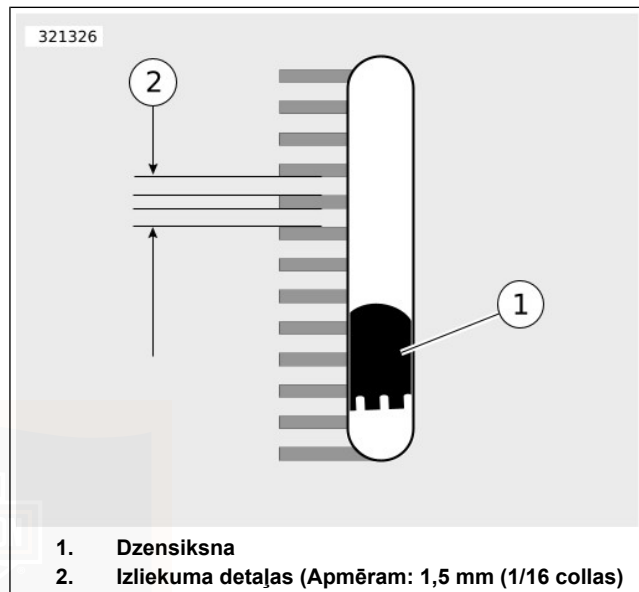 321326
2
1
1. Dzensiksna
2. Izliekuma detaļas (Apmēram: 1,5 mm (1/16 collas)